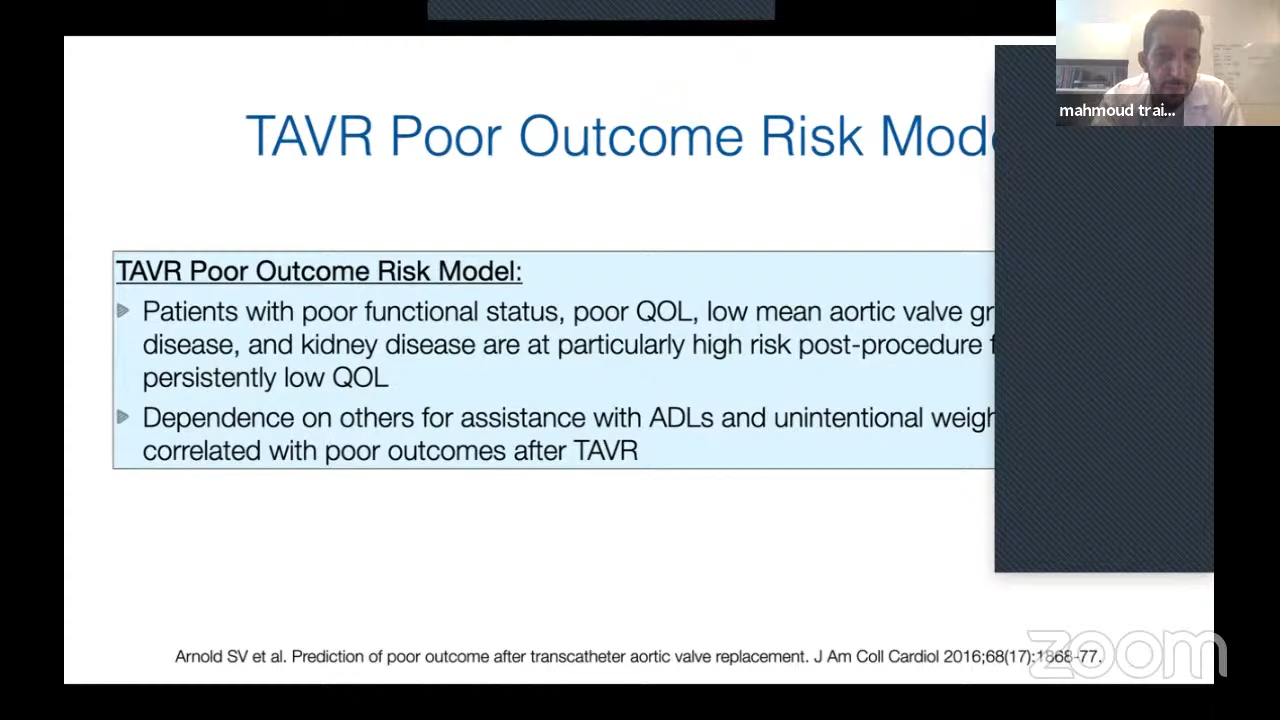 mahmoud trai...
TAVR Poor Outcome Risk Mode
TAVR Poor Outcome Risk Model:
Patients with poor functional status, poor QOL, low mean aortic valve gr
disease, and kidney disease are at particularly high risk post-procedure f
persistently low QOL
Dependence on others for assistance with ADLs and unintentional weigh
correlated with poor outcomes after TAVR
Arnold SV et al. Prediction of poor outcome after transcatheter aortic valve replacement. J Am Coll Cardiol 2016;68(17):1868-77.
zoom